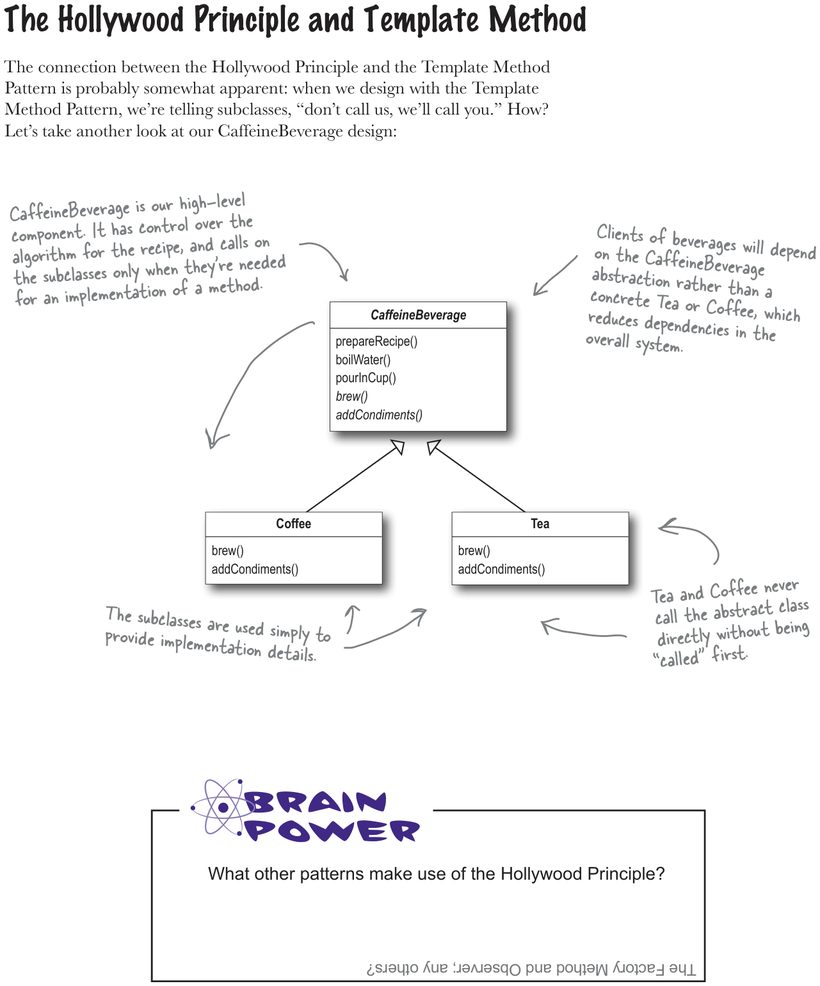 The Hollywood Principle and Template Method
The connection between the Hollywood Principle and the Template Method
Pattern is probably somewhat apparent: when we design with the Template
Method Pattern, we’re telling subclasses, “don’t call us, we’ll call you.” How?
Let’s take another look at our CaffeineBeverage design:
CaffeineBeverage is our high-level
component. It has control over the
algorithm for the recipe, and calls on
the subclasses only when they’re needed
for an implementation of a method.
Clients of beverages will depend
on the CaffeineBeverage
abstraction rather than a
concrete Tea or Coffee, which
reduces dependencies in the
overall system.
CaffeineBeverage
prepareRecipe()
boilWater()
pourInCup()
brew()
addCondiments()
Coffee
brew()
addCondiments()
Tea
brew()
addCondiments()
The subclasses are used simply to
provide implementation details.
Tea and Coffee never
call the abstract class
directly without being
“called” first.
BRAIN
POWER
What other patterns make use of the Hollywood Principle?
The Factory Method and Observer; any others?